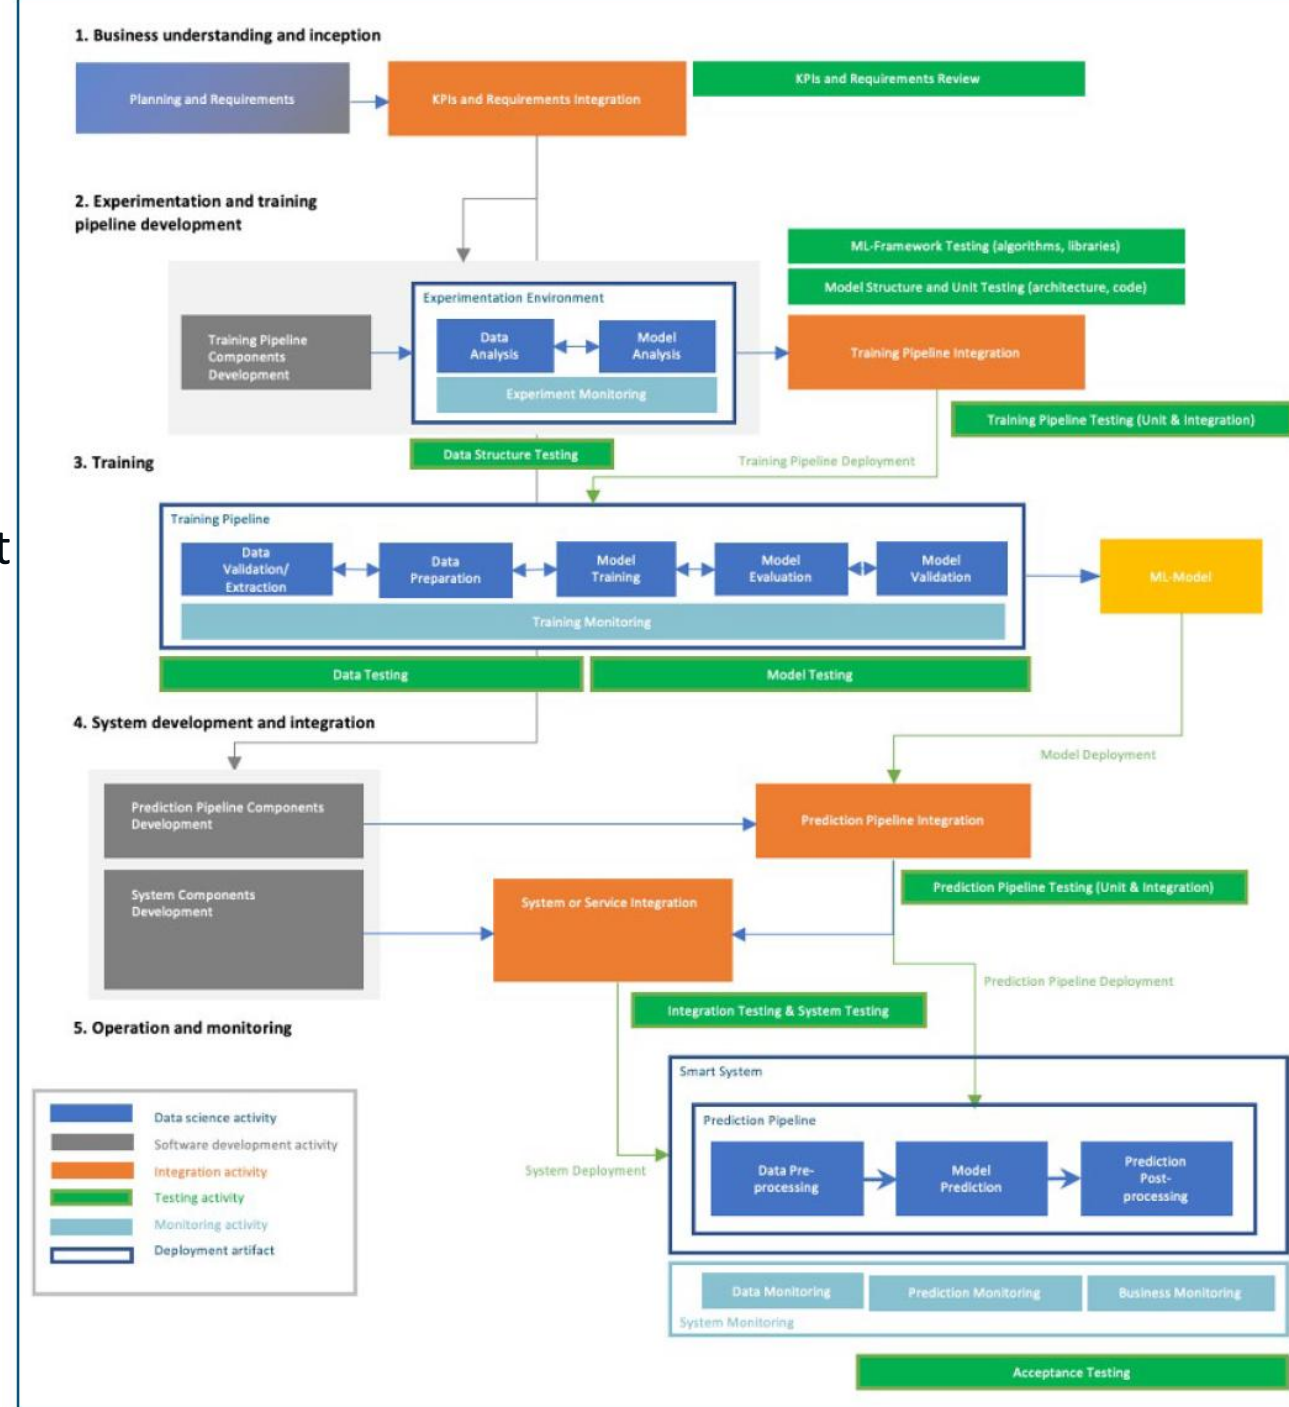 1. Business understanding and inception
Planning and Requirements
KPIs and Requirements Integration
KPIs and Requirements Review
2. Experimentation and training
pipeline development
ML-Framework Testing (algorithms, libraries)
Model Structure and Unit Testing (architecture, code)
Experimentation Environment
Training Pipeline
Components
Development
Data
Analysis
Model
Analysis
Experiment Monitoring
Training Pipeline Integration
Training Pipeline Testing (Unit & Integration)
Data Structure Testing
Training Pipeline Deployment
3. Training
t
Training Pipeline
Data
Validation/
Extraction
Data
Preparation
Model
Training
Model
Evaluation
Model
Validation
Training Monitoring
ML-Model
Data Testing
Model Testing
4. System development and integration
Model Deployment
Prediction Pipeline Components
Development
Prediction Pipeline Integration
System Components
Development
System or Service Integration
Prediction Pipeline Testing (Unit & Integration)
Prediction Pipeline Deployment
Integration Testing & System Testing
5. Operation and monitoring
Smart System
Prediction Pipeline
Data Pre-
processing
Model
Prediction
Prediction
Post-
processing
System Deployment
Data science activity
Software development activity
Integration activity
Testing activity
Monitoring activity
Deployment artifact
Data Monitoring
Prediction Monitoring
Business Monitoring
System Monitoring
Acceptance Testing